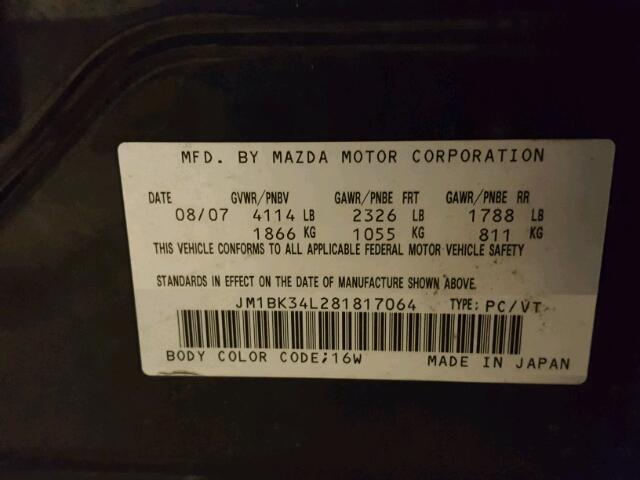 MFD. BY MAZDA MOTOR CORPORATION
DATE GVWR/PNBV GAWR/PNBE FRT GAWR/PNBE RR
08/07 4114 LB 2326 LB 1788 LB
1866 KG 1055 KG 811 KG
THIS VEHICLE CONFORMS TO ALL APPLICABLE FEDERAL MOTOR VEHICLE SAFETY
STANDARDS IN EFFECT ON THE DATE OF MANUFACTURE SHOWN ABOVE.
JM1BK34L281817064 TYPE: PC/VT
BODY COLOR CODE;16W MADE IN JAPAN